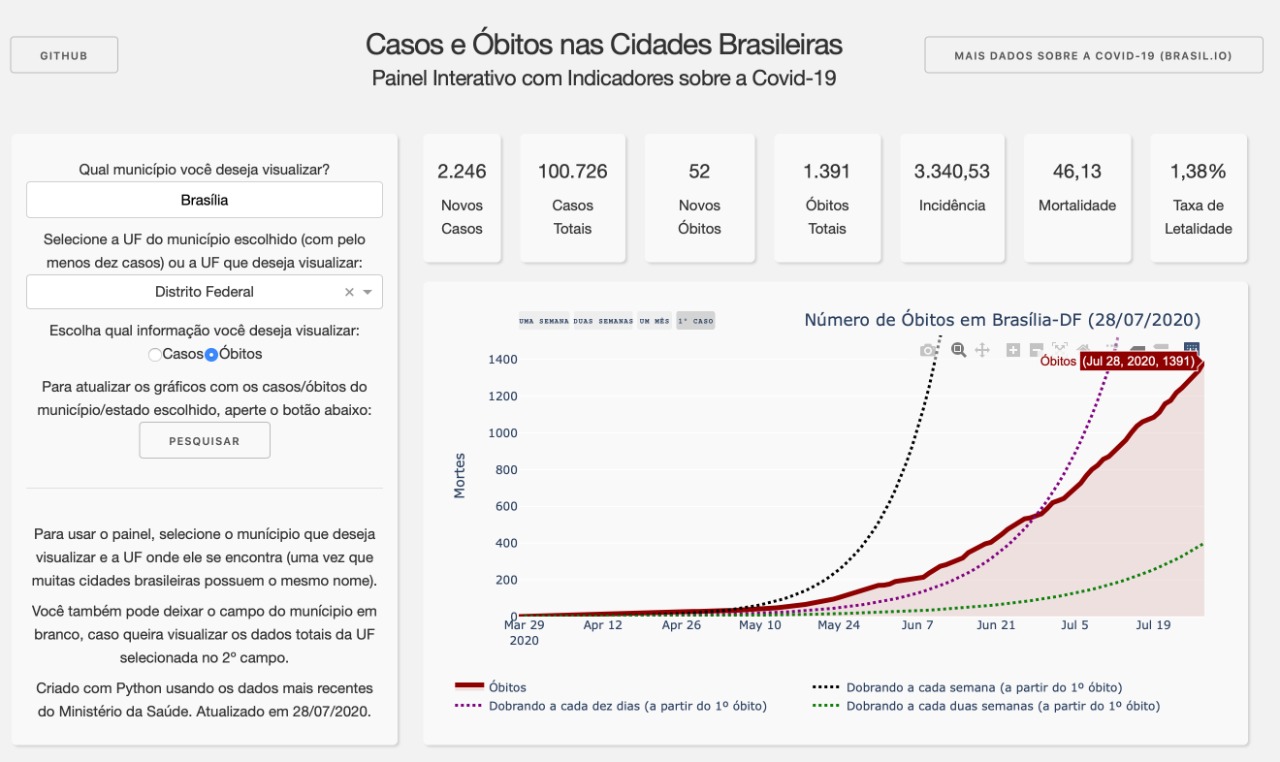 GITHUB
Casos e Óbitos nas Cidades Brasileiras
Painel Interativo com Indicadores sobre a Covid-19
MAIS DADOS SOBRE A COVID-19 (BRASIL.IO)
Qual município você deseja visualizar?
Brasília
Selecione a UF do município escolhido (com pelo
menos dez casos) ou a UF que deseja visualizar:
Distrito Federal
Escolha qual informação você deseja visualizar:
Casos Óbitos
Para atualizar os gráficos com os casos/óbitos do
município/estado escolhido, aperte o botão abaixo:
PESQUISAR
Para usar o painel, selecione o munícipio que deseja
visualizar e a UF onde ele se encontra (uma vez que
muitas cidades brasileiras possuem o mesmo nome).
Você também pode deixar o campo do munícipio em
branco, caso queira visualizar os dados totais da UF
selecionada no 2º campo.
Criado com Python usando os dados mais recentes
do Ministério da Saúde. Atualizado em 28/07/2020.
2.246
Novos
Casos
100.726
Casos
Totais
52
Novos
Óbitos
1.391
Óbitos
Totais
3.340,53
Incidência
46,13
Mortalidade
1,38%
Taxa de
Letalidade
UMA SEMANA DUAS SEMANAS UM MÊS 1º CASO
Número de Óbitos em Brasília-DF (28/07/2020)
Óbitos (Jul 28, 2020, 1391)
Mortes
1400
1200
1000
800
600
400
200
0
Mar 29 Apr 12 Apr 26 May 10 May 24 Jun 7 Jun 21 Jul 5 Jul 19
2020
Óbitos
Dobrando a cada semana (a partir do 1º óbito)
Dobrando a cada dez dias (a partir do 1º óbito)
Dobrando a cada duas semanas (a partir do 1º óbito)